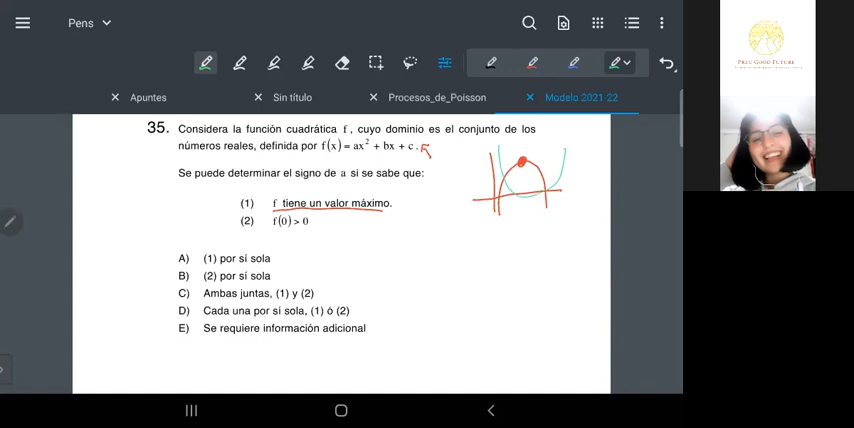 Pens
Apuntes
Sin título
Procesos_de_Poisson
Modelo 2021-22
PREU GOOD FUTURE
35. Considera la función cuadrática f , cuyo dominio es el conjunto de los
números reales, definida por f(x) = ax² + bx + c .
Se puede determinar el signo de a si se sabe que:
(1) f tiene un valor máximo.
(2) f(0) > 0
A) (1) por sí sola
B) (2) por sí sola
C) Ambas juntas, (1) y (2)
D) Cada una por sí sola, (1) ó (2)
E) Se requiere información adicional